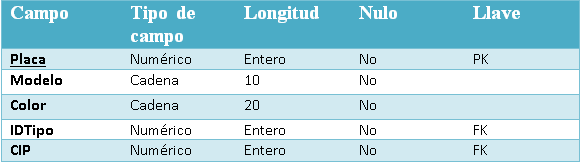 Campo Tipo de campo Longitud Nulo Llave
Placa Numérico Entero No PK
Modelo Cadena 10 No
Color Cadena 20 No
IDTipo Numérico Entero No FK
CIP Numérico Entero No FK